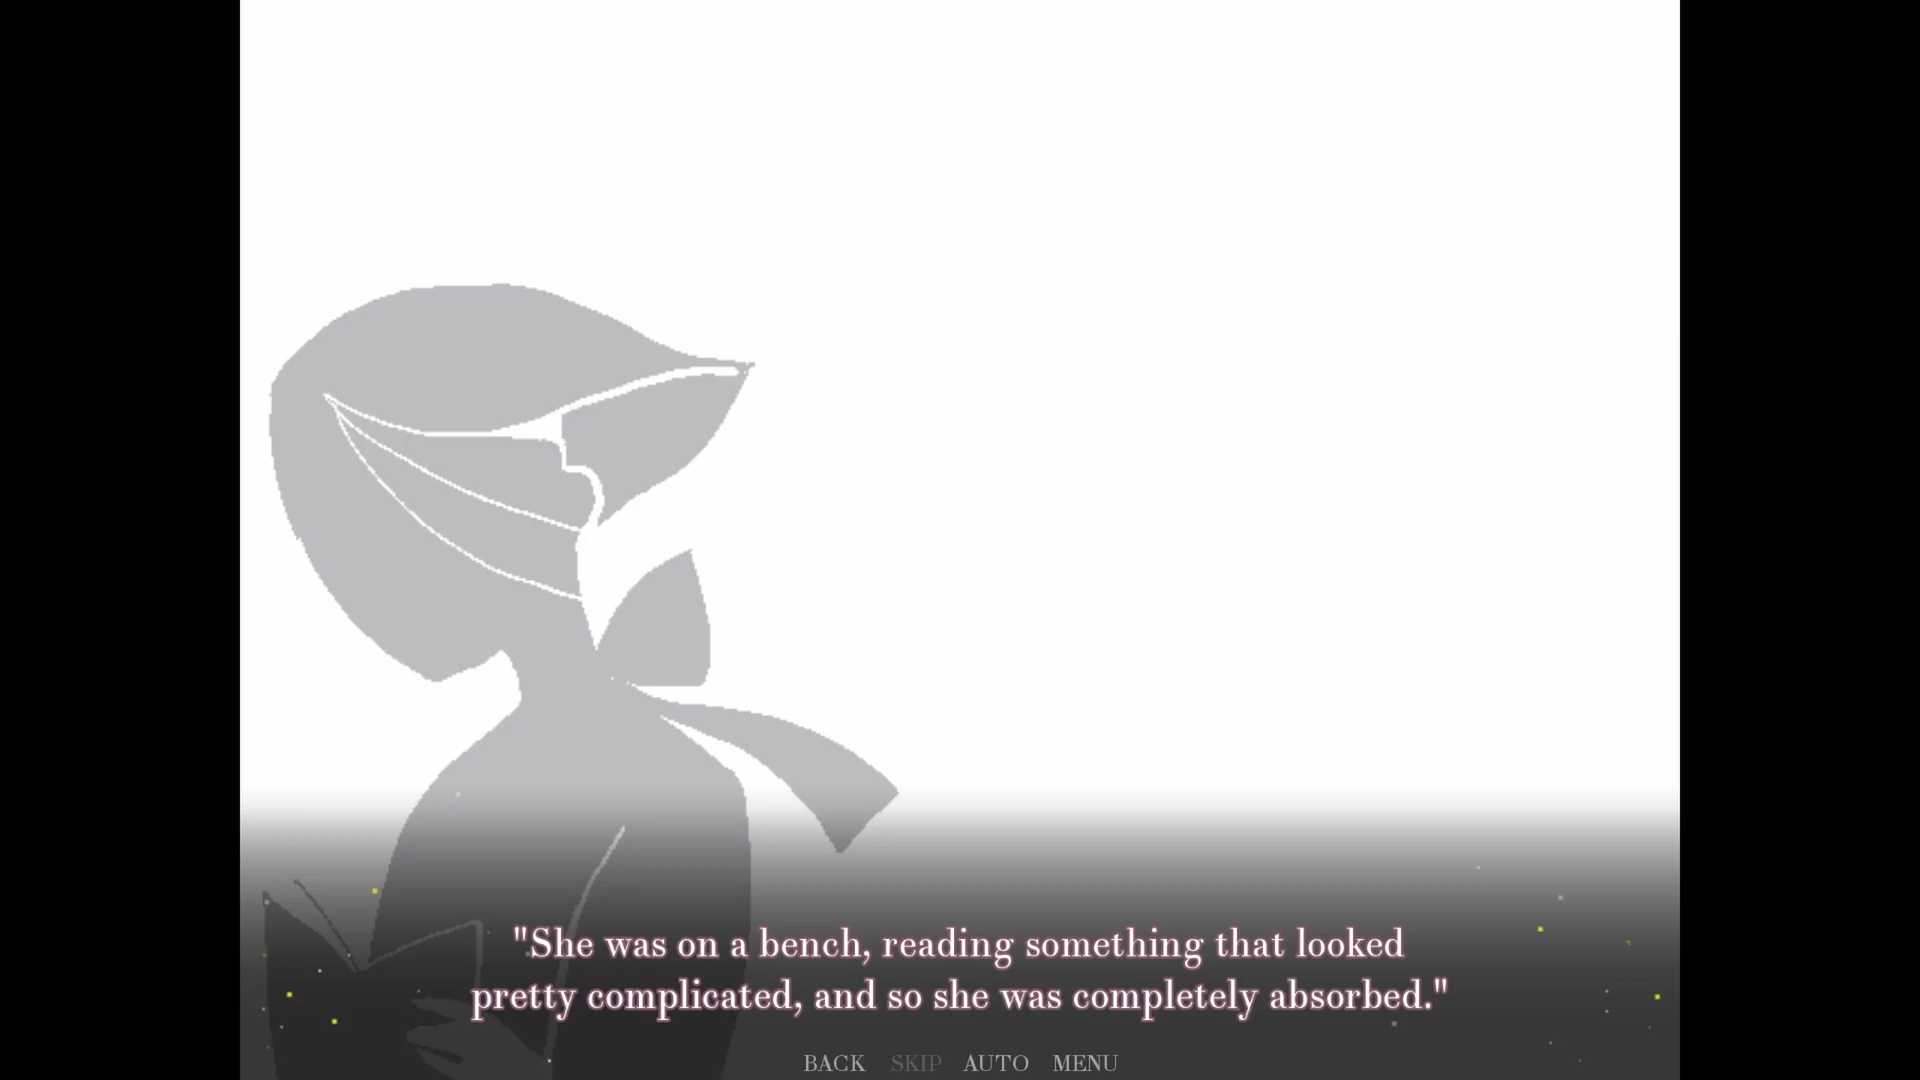 "She was on a bench, reading something that looked
pretty complicated, and so she was completely absorbed."
BACK SKIP AUTO MENU